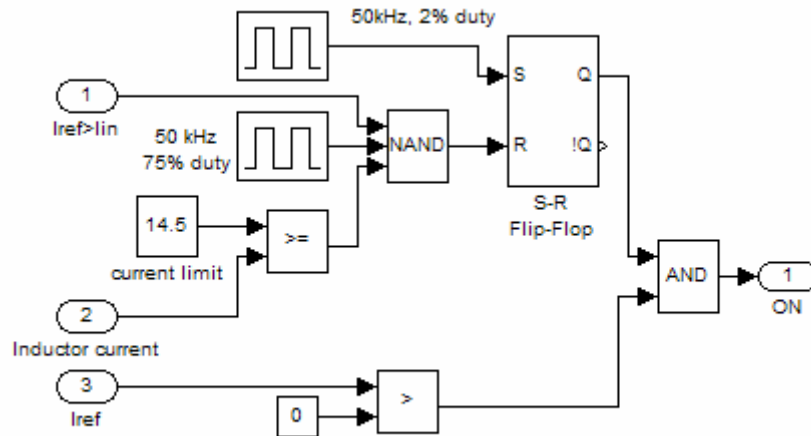 50kHz, 2% duty
1
Iref>Iin
50 kHz
75% duty
NAND
S
Q
R
!Q
S-R
Flip-Flop
14.5
current limit
>=
2
Inductor current
3
Iref
0
>
AND
1
ON